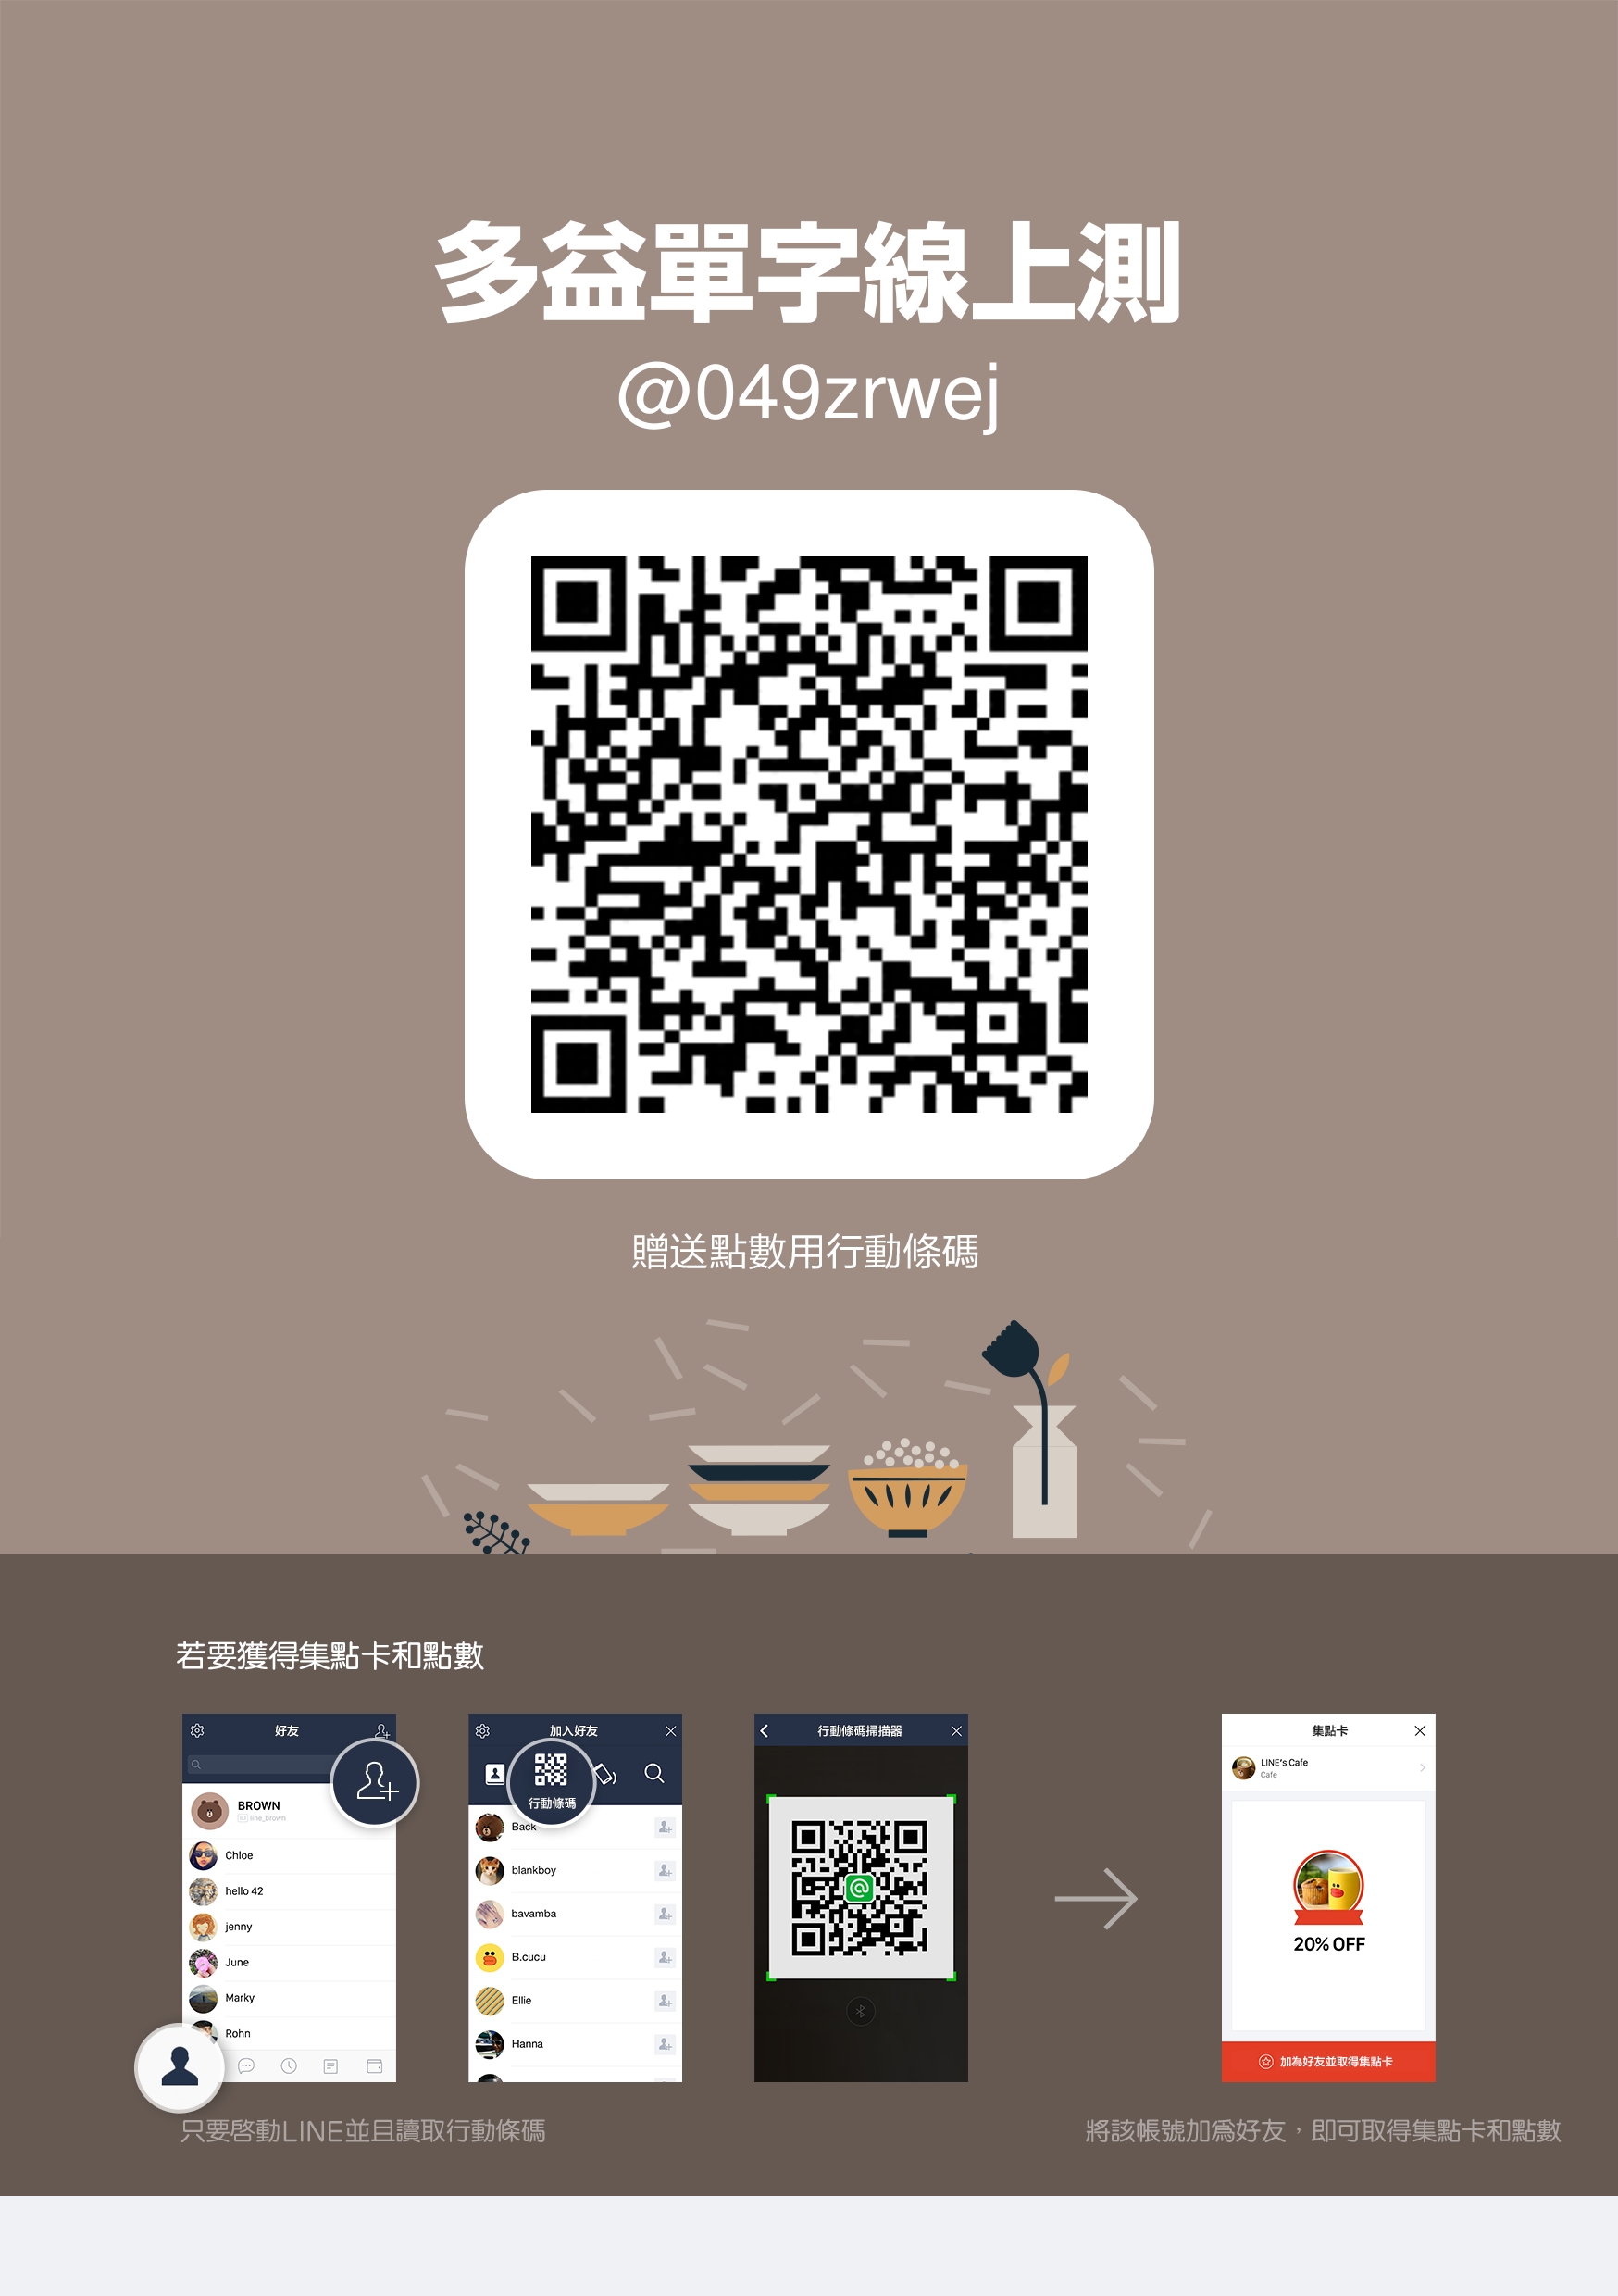 多益單字線上測
@049zrwej
贈送點數用行動條碼
若要獲得集點卡和點數
好友
BROWN
line_brown
Chloe
hello 42
jenny
June
Marky
Rohn
加入好友
行動條碼
Back
blankboy
bavamba
B.cucu
Ellie
Hanna
行動條碼掃描器
集點卡
LINE's Cafe
Cafe
20% OFF
加為好友並取得集點卡
只要啓動LINE並且讀取行動條碼
將該帳號加爲好友，即可取得集點卡和點數